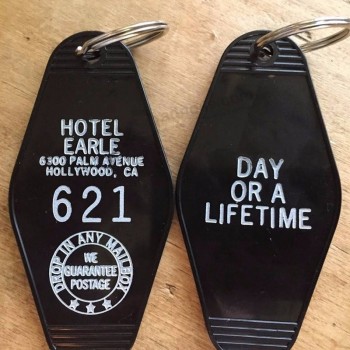 HOTEL
EARLE
6300 PALM AVENUE
HOLLYWOOD, CA
621
DROP IN ANY MAILBOX
WE
GUARANTEE
POSTAGE
DAY
OR A
LIFETIME